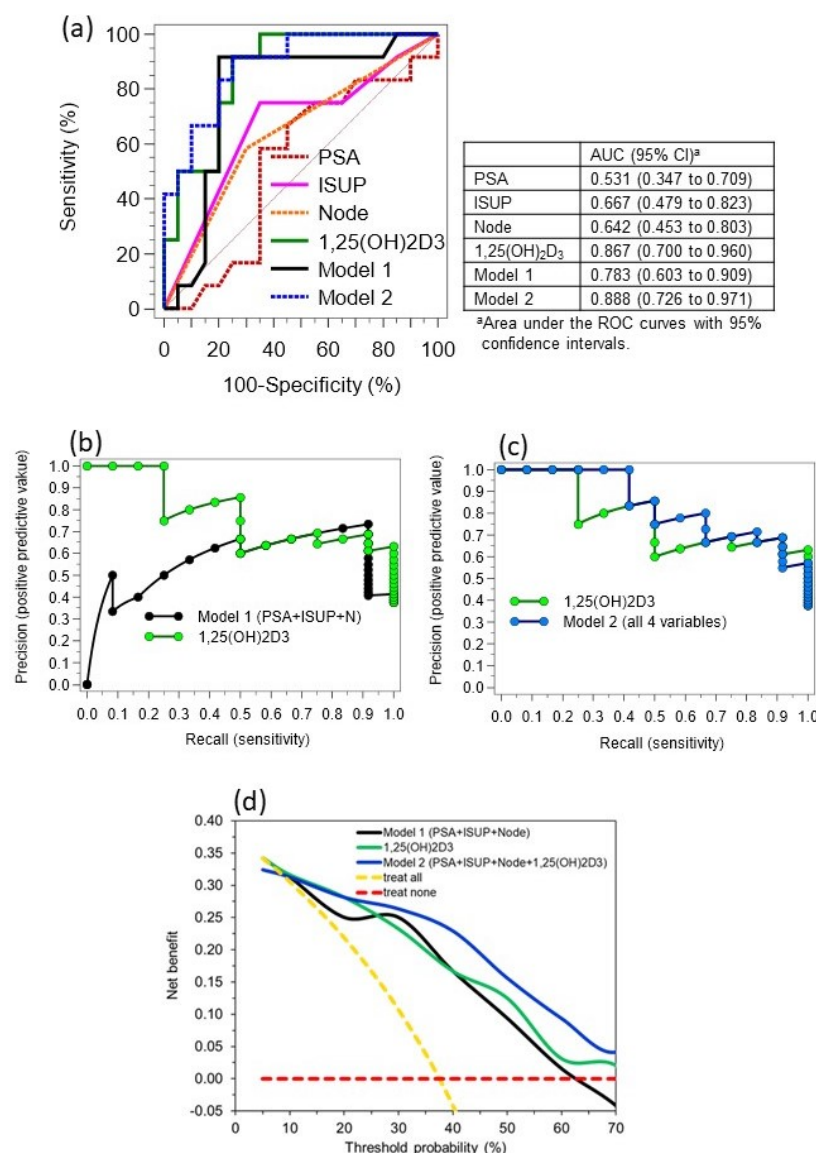 (a)
100
80
60
40
20
0
Sensitivity (%)
PSA
ISUP
Node
1,25(OH)2D3
Model 1
Model 2
0 20 40 60 80 100
100-Specificity (%)
AUC (95% CI)ᵃ
PSA 0.531 (0.347 to 0.709)
ISUP 0.667 (0.479 to 0.823)
Node 0.642 (0.453 to 0.803)
1,25(OH)₂D₃ 0.867 (0.700 to 0.960)
Model 1 0.783 (0.603 to 0.909)
Model 2 0.888 (0.726 to 0.971)
ᵃArea under the ROC curves with 95%
confidence intervals.
(b)
Precision (positive predictive vakue)
1.0
0.9
0.8
0.7
0.6
0.5
0.4
0.3
0.2
0.1
0.0
Model 1 (PSA+ISUP+N)
1,25(OH)2D3
0.0 0.1 0.2 0.3 0.4 0.5 0.6 0.7 0.8 0.9 1.0
Recall (sensitivity)
(c)
Precision (positive predictive value)
1.0
0.9
0.8
0.7
0.6
0.5
0.4
0.3
0.2
0.1
0.0
1,25(OH)2D3
Model 2 (all 4 variables)
0.0 0.1 0.2 0.3 0.4 0.5 0.6 0.7 0.8 0.9 1.0
Recall (sensitivity)
(d)
Net benefit
0.40
0.35
0.30
0.25
0.20
0.15
0.10
0.05
0.00
-0.05
Model 1 (PSA+ISUP+Node)
1,25(OH)2D3
Model 2 (PSA+ISUP+Node+1,25(OH)2D3)
treat all
treat none
0 10 20 30 40 50 60 70
Threshold probability (%)